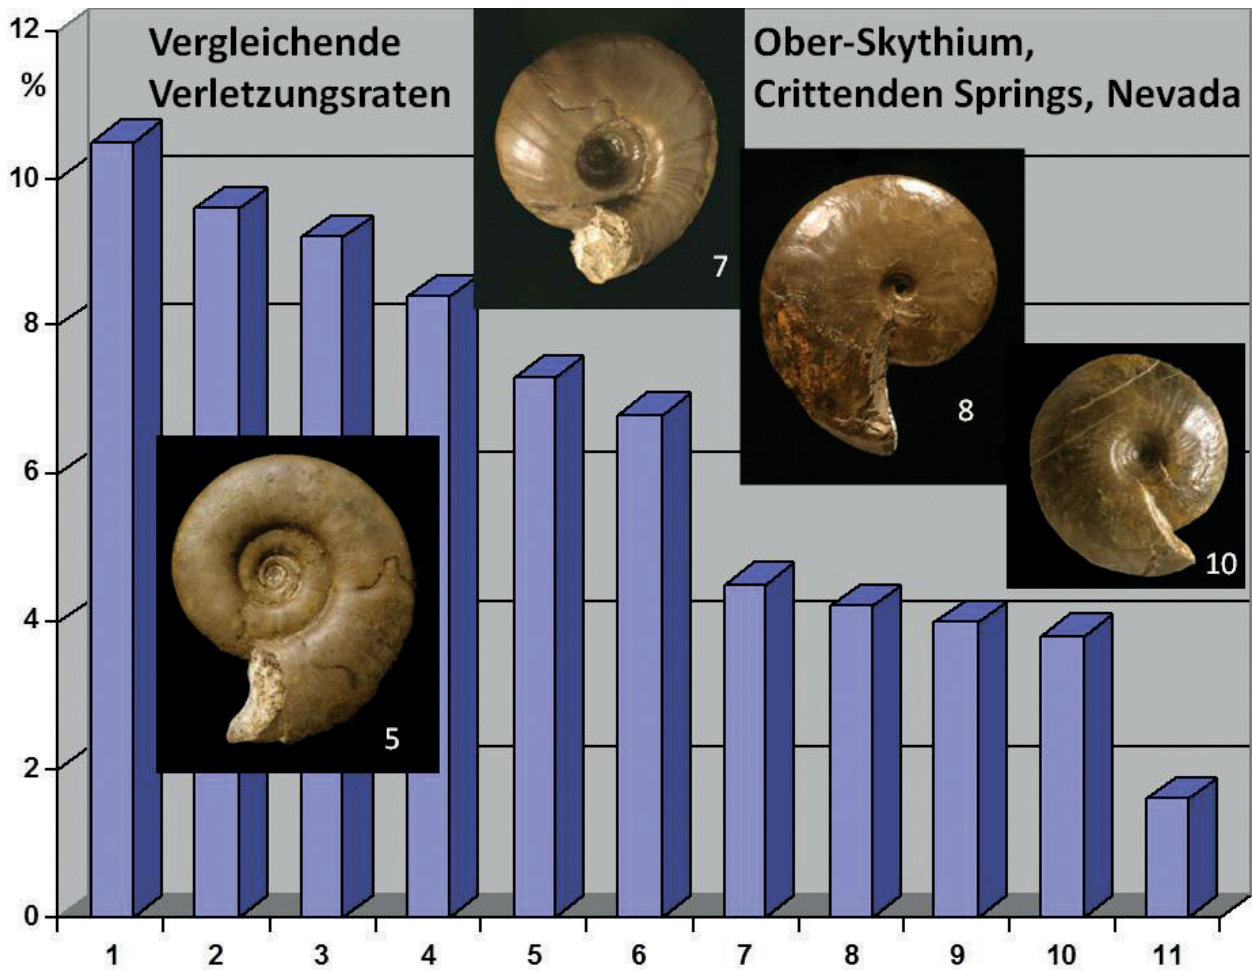 Vergleichende
Verletzungsraten
Ober-Skythium,
Crittenden Springs, Nevada
12
%
10
8
6
4
2
0
7
8
10
5
1 2 3 4 5 6 7 8 9 10 11